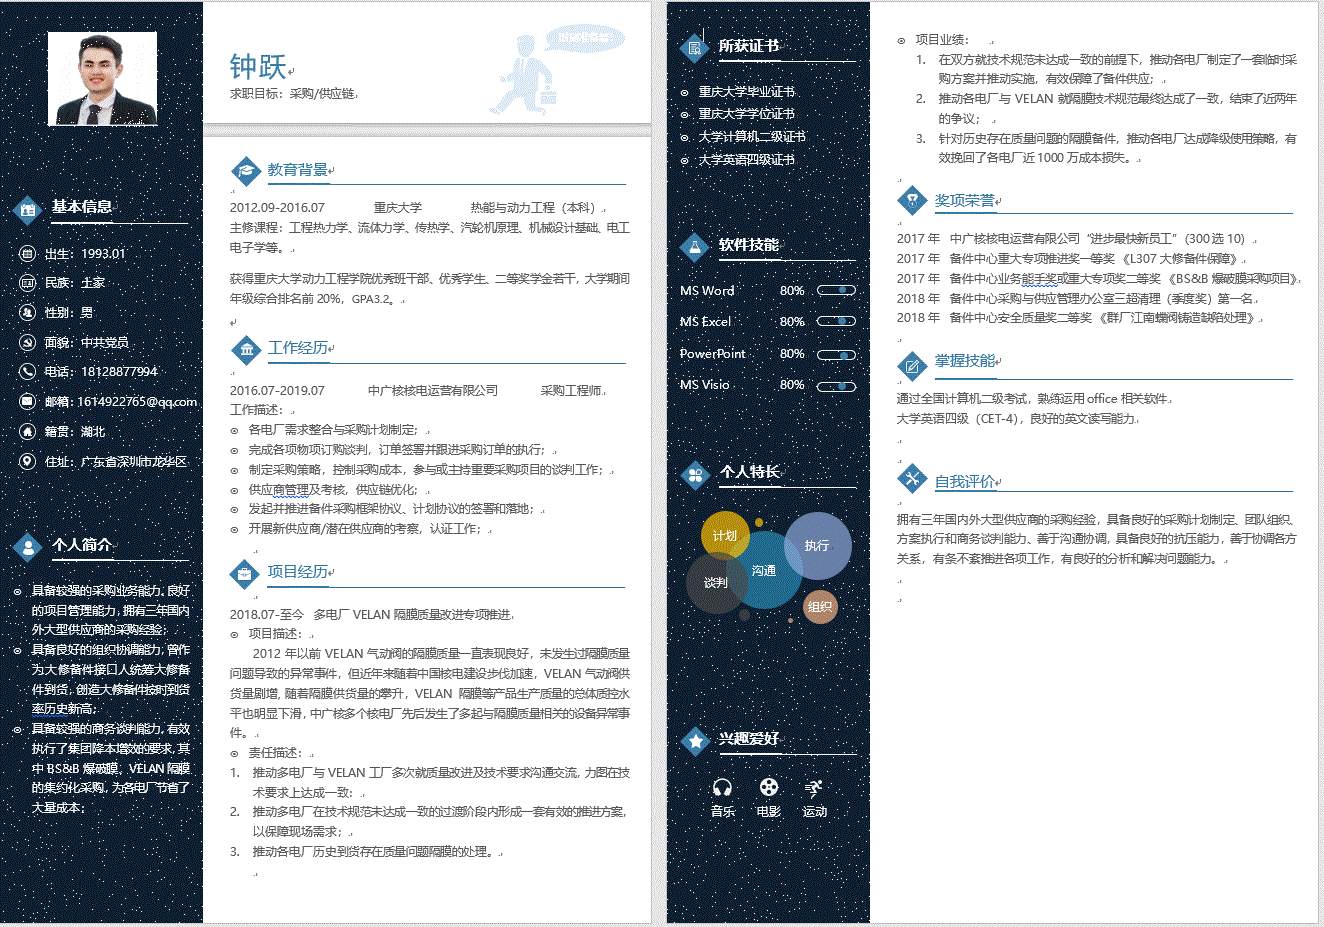 基本信息
出生：1993.01
民族：土家
性别：男
面貌：中共党员
电话：18128877994
邮箱：1614922765@qq.com
籍贯：湖北
住址：广东省深圳市龙华区
个人简介
具备较强的采购业务能力，良好
的项目管理能力，拥有三年国内
外大型供应商的采购经验；
具备良好的组织协调能力，曾作
为大修备件接口人统筹大修备
件到货，创造大修备件按时到货
率历史新高；
具备较强的商务谈判能力，有效
执行了集团降本增效的要求，其
中 BS&B 爆破膜；VELAN 隔膜
的集约化采购，为各电厂节省了
大量成本；
钟跃
求职目标：采购/供应链
教育背景
2012.09-2016.07 重庆大学 热能与动力工程（本科）
主修课程：工程热力学、流体力学、传热学、汽轮机原理、机械设计基础、电工
电子学等。
获得重庆大学动力工程学院优秀班干部、优秀学生、二等奖学金若干，大学期间
年级综合排名前 20%，GPA3.2。
工作经历
2016.07-2019.07 中广核核电运营有限公司 采购工程师
工作描述：
各电厂需求整合与采购计划制定；
完成各项物项订购谈判，订单签署并跟进采购订单的执行；
制定采购策略，控制采购成本，参与或主持重要采购项目的谈判工作；
供应商管理及考核，供应链优化；
发起并推进备件采购框架协议、计划协议的签署和落地；
开展新供应商/潜在供应商的考察，认证工作；
项目经历
2018.07-至今 多电厂 VELAN 隔膜质量改进专项推进
项目描述：
2012 年以前 VELAN 气动阀的隔膜质量一直表现良好，未发生过隔膜质量
问题导致的异常事件，但近年来随着中国核电建设步伐加速，VELAN 气动阀供
货量剧增，随着隔膜供货量的攀升，VELAN 隔膜等产品生产质量的总体质控水
平也明显下滑，中广核多个核电厂先后发生了多起与隔膜质量相关的设备异常事
件。
责任描述：
1. 推动多电厂与 VELAN 工厂多次就质量改进及技术要求沟通交流，力图在技
术要求上达成一致；
2. 推动多电厂在技术规范未达成一致的过渡阶段内形成一套有效的推进方案，
以保障现场需求；
3. 推动各电厂历史到货存在质量问题隔膜的处理。
所获证书
重庆大学毕业证书
重庆大学学位证书
大学计算机二级证书
大学英语四级证书
软件技能
MS Word 80%
MS Excel 80%
PowerPoint 80%
MS Visio 80%
个人特长
计划
执行
沟通
谈判
组织
兴趣爱好
音乐 电影 运动
项目业绩：
1. 在双方就技术规范未达成一致的前提下，推动各电厂制定了一套临时采
购方案并推动实施，有效保障了备件供应；
2. 推动各电厂与 VELAN 就隔膜技术规范最终达成了一致，结束了近两年
的争议；
3. 针对历史存在质量问题的隔膜备件，推动各电厂达成降级使用策略，有
效挽回了各电厂近 1000 万成本损失。
奖项荣誉
2017 年 中广核核电运营有限公司“进步最快新员工”（300 选 10）
2017 年 备件中心重大专项推进奖一等奖 《L307 大修备件保障》
2017 年 备件中心业务能手奖或重大专项奖二等奖 《BS&B 爆破膜采购项目》
2018 年 备件中心采购与供应管理办公室三超清理（季度奖）第一名
2018 年 备件中心安全质量奖二等奖 《群厂江南蝶阀铸造缺陷处理》
掌握技能
通过全国计算机二级考试，熟练运用 office 相关软件
大学英语四级（CET-4），良好的英文读写能力
自我评价
拥有三年国内外大型供应商的采购经验，具备良好的采购计划制定、团队组织、
方案执行和商务谈判能力、善于沟通协调，具备良好的抗压能力，善于协调各方
关系，有条不紊推进各项工作，有良好的分析和解决问题能力。